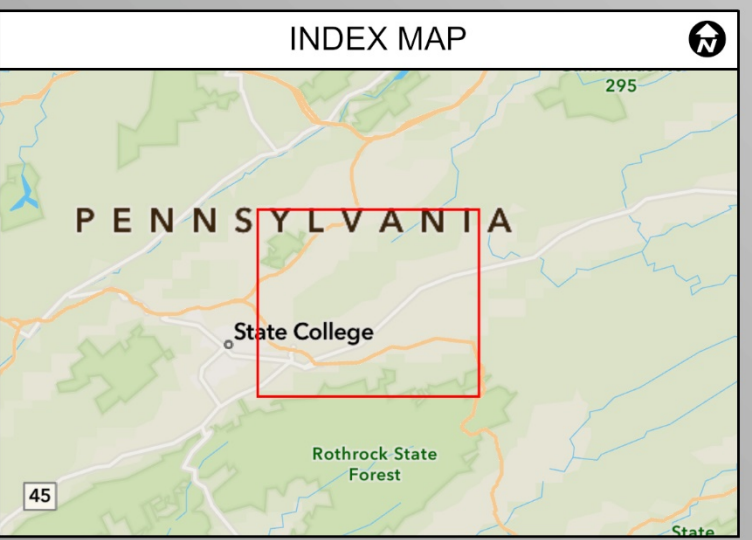 INDEX MAP
N
295
PENNSYLVANIA
State College
Rothrock State
Forest
45
State